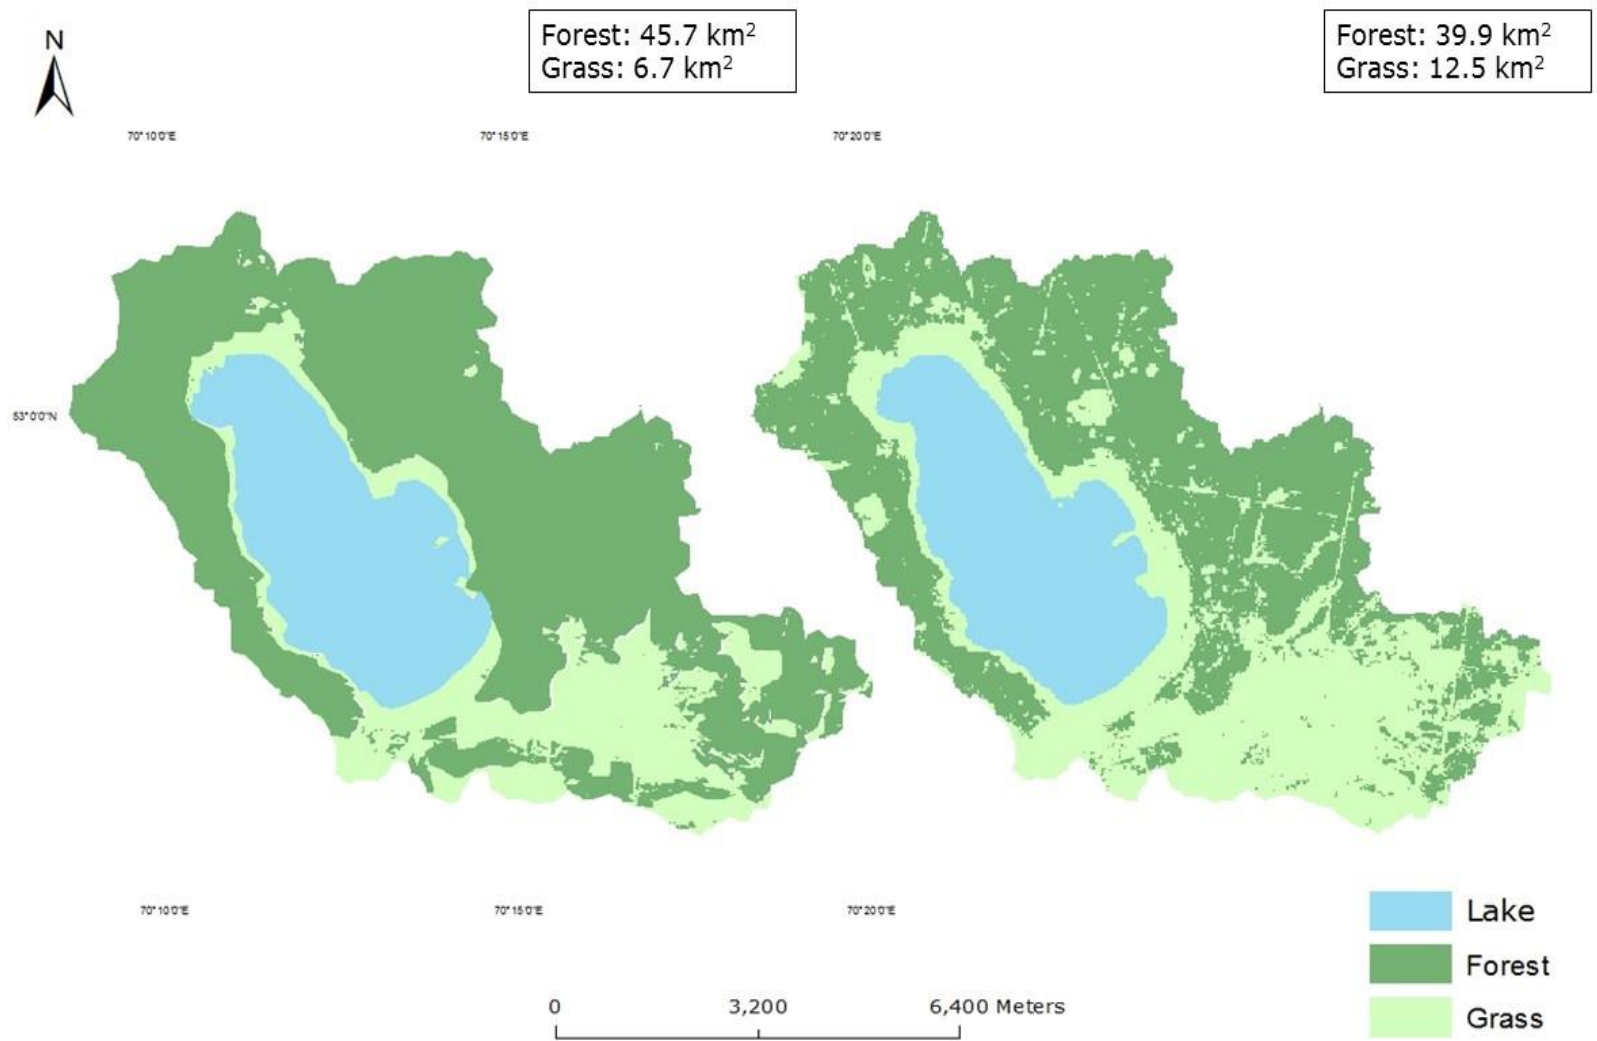 N
Forest: 45.7 km²
Grass: 6.7 km²
Forest: 39.9 km²
Grass: 12.5 km²
70°10'0"E
70°15'0"E
70°20'0"E
53°0'0"N
70°10'0"E
70°15'0"E
70°20'0"E
Lake
Forest
Grass
0
3,200
6,400 Meters